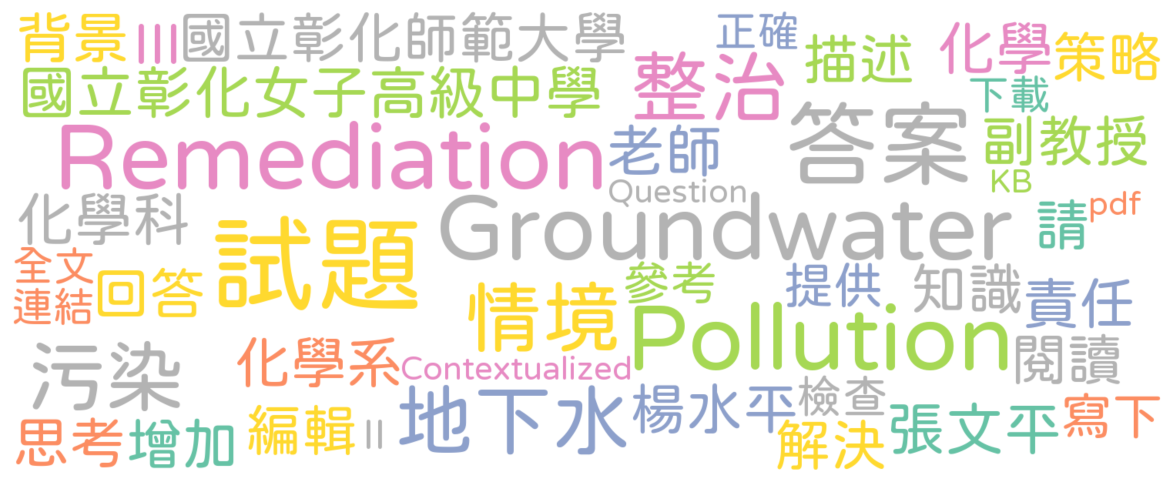 背景 III 國立彰化師範大學 正確 描述 化學 策略
國立彰化女子高級中學 整治 下載
Remediation 老師 答案 副教授
Question KB
化學科 試題 Groundwater 請 pdf
全文 回答 情境 參考 提供 知識 責任
連結
污染 化學系 Contextualized Pollution 閱讀
思考 增加 編輯 II 地下水 楊水平 檢查 解決 張文平 寫下